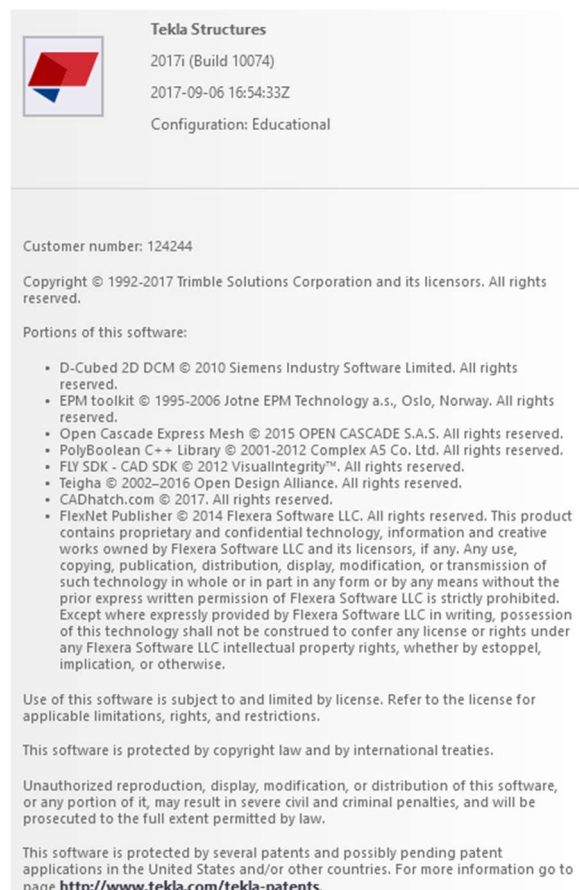 Tekla Structures
2017i (Build 10074)
2017-09-06 16:54:33Z
Configuration: Educational
Customer number: 124244
Copyright © 1992-2017 Trimble Solutions Corporation and its licensors. All rights
reserved.
Portions of this software:
• D-Cubed 2D DCM © 2010 Siemens Industry Software Limited. All rights
reserved.
• EPM toolkit © 1995-2006 Jotne EPM Technology a.s., Oslo, Norway. All rights
reserved.
• Open Cascade Express Mesh © 2015 OPEN CASCADE S.A.S. All rights reserved.
• PolyBoolean C++ Library © 2001-2012 Complex A5 Co. Ltd. All rights reserved.
• FLY SDK - CAD SDK © 2012 VisualIntegrity™. All rights reserved.
• Teigha © 2002–2016 Open Design Alliance. All rights reserved.
• CADhatch.com © 2017. All rights reserved.
• FlexNet Publisher © 2014 Flexera Software LLC. All rights reserved. This product
contains proprietary and confidential technology, information and creative
works owned by Flexera Software LLC and its licensors, if any. Any use,
copying, publication, distribution, display, modification, or transmission of
such technology in whole or in part in any form or by any means without the
prior express written permission of Flexera Software LLC is strictly prohibited.
Except where expressly provided by Flexera Software LLC in writing, possession
of this technology shall not be construed to confer any license or rights under
any Flexera Software LLC intellectual property rights, whether by estoppel,
implication, or otherwise.
Use of this software is subject to and limited by license. Refer to the license for
applicable limitations, rights, and restrictions.
This software is protected by copyright law and by international treaties.
Unauthorized reproduction, display, modification, or distribution of this software,
or any portion of it, may result in severe civil and criminal penalties, and will be
prosecuted to the full extent permitted by law.
This software is protected by several patents and possibly pending patent
applications in the United States and/or other countries. For more information go to
page http://www.tekla.com/tekla-patents.